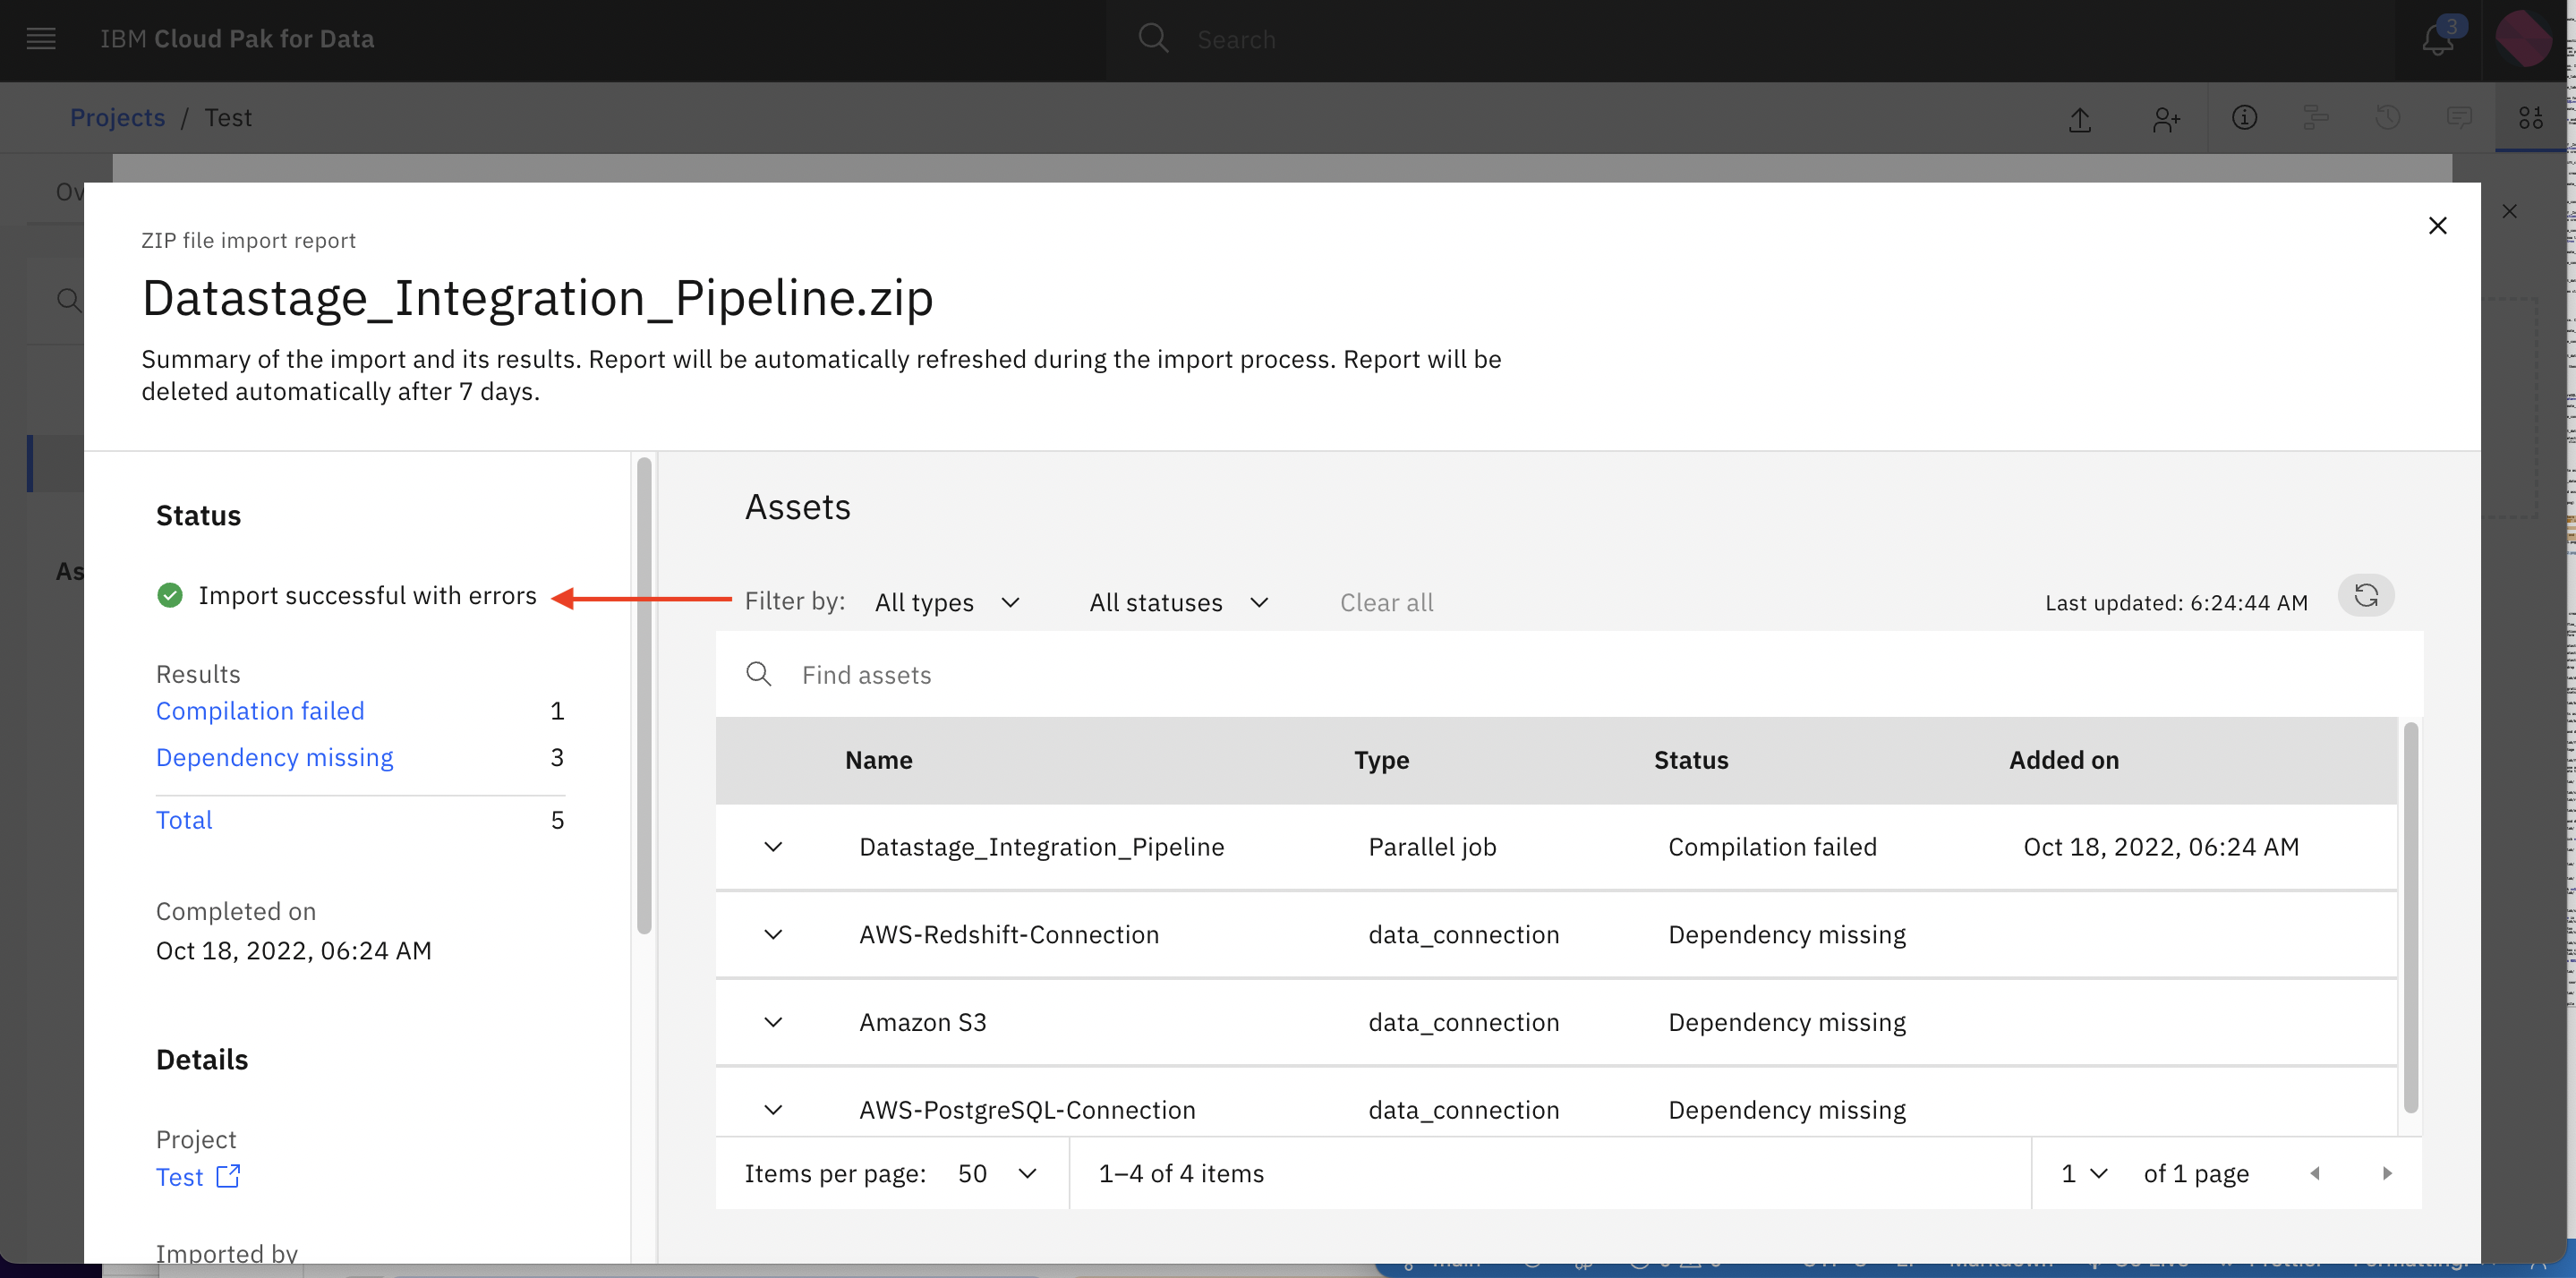 IBM Cloud Pak for Data
Search
3
Projects / Test
Ov
ZIP file import report
Datastage_Integration_Pipeline.zip
Summary of the import and its results. Report will be automatically refreshed during the import process. Report will be
deleted automatically after 7 days.
As
Status
Import successful with errors
Results
Compilation failed 1
Dependency missing 3
Total 5
Completed on
Oct 18, 2022, 06:24 AM
Details
Project
Test
Imported by
Assets
Filter by: All types All statuses Clear all Last updated: 6:24:44 AM
Find assets
Name Type Status Added on
Datastage_Integration_Pipeline Parallel job Compilation failed Oct 18, 2022, 06:24 AM
AWS-Redshift-Connection data_connection Dependency missing
Amazon S3 data_connection Dependency missing
AWS-PostgreSQL-Connection data_connection Dependency missing
Items per page: 50 1–4 of 4 items 1 of 1 page